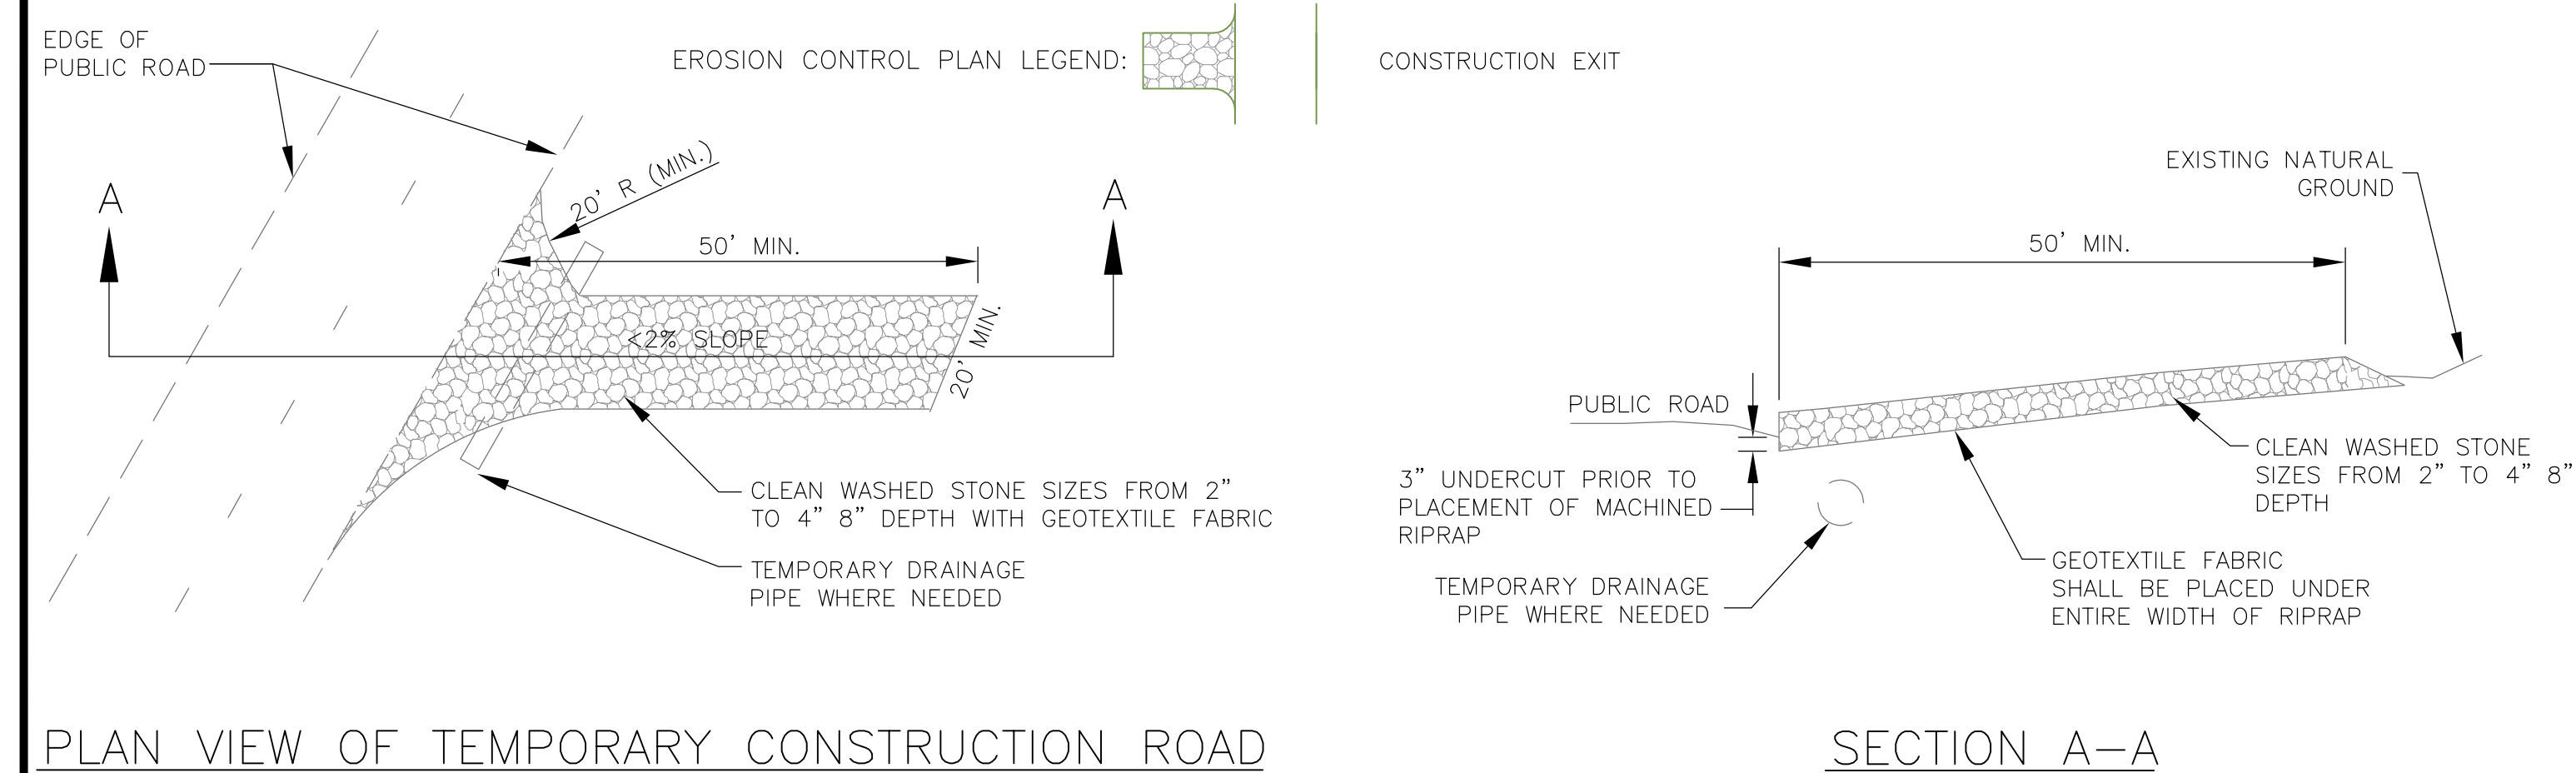 EDGE OF
PUBLIC ROAD
EROSION CONTROL PLAN LEGEND:
CONSTRUCTION EXIT
A
A
20' R (MIN.)
50' MIN.
<2% SLOPE
20' MIN.
CLEAN WASHED STONE SIZES FROM 2"
TO 4" 8" DEPTH WITH GEOTEXTILE FABRIC
TEMPORARY DRAINAGE
PIPE WHERE NEEDED
PLAN VIEW OF TEMPORARY CONSTRUCTION ROAD
EXISTING NATURAL
GROUND
50' MIN.
PUBLIC ROAD
3" UNDERCUT PRIOR TO
PLACEMENT OF MACHINED
RIPRAP
CLEAN WASHED STONE
SIZES FROM 2" TO 4" 8"
DEPTH
TEMPORARY DRAINAGE
PIPE WHERE NEEDED
GEOTEXTILE FABRIC
SHALL BE PLACED UNDER
ENTIRE WIDTH OF RIPRAP
SECTION A-A